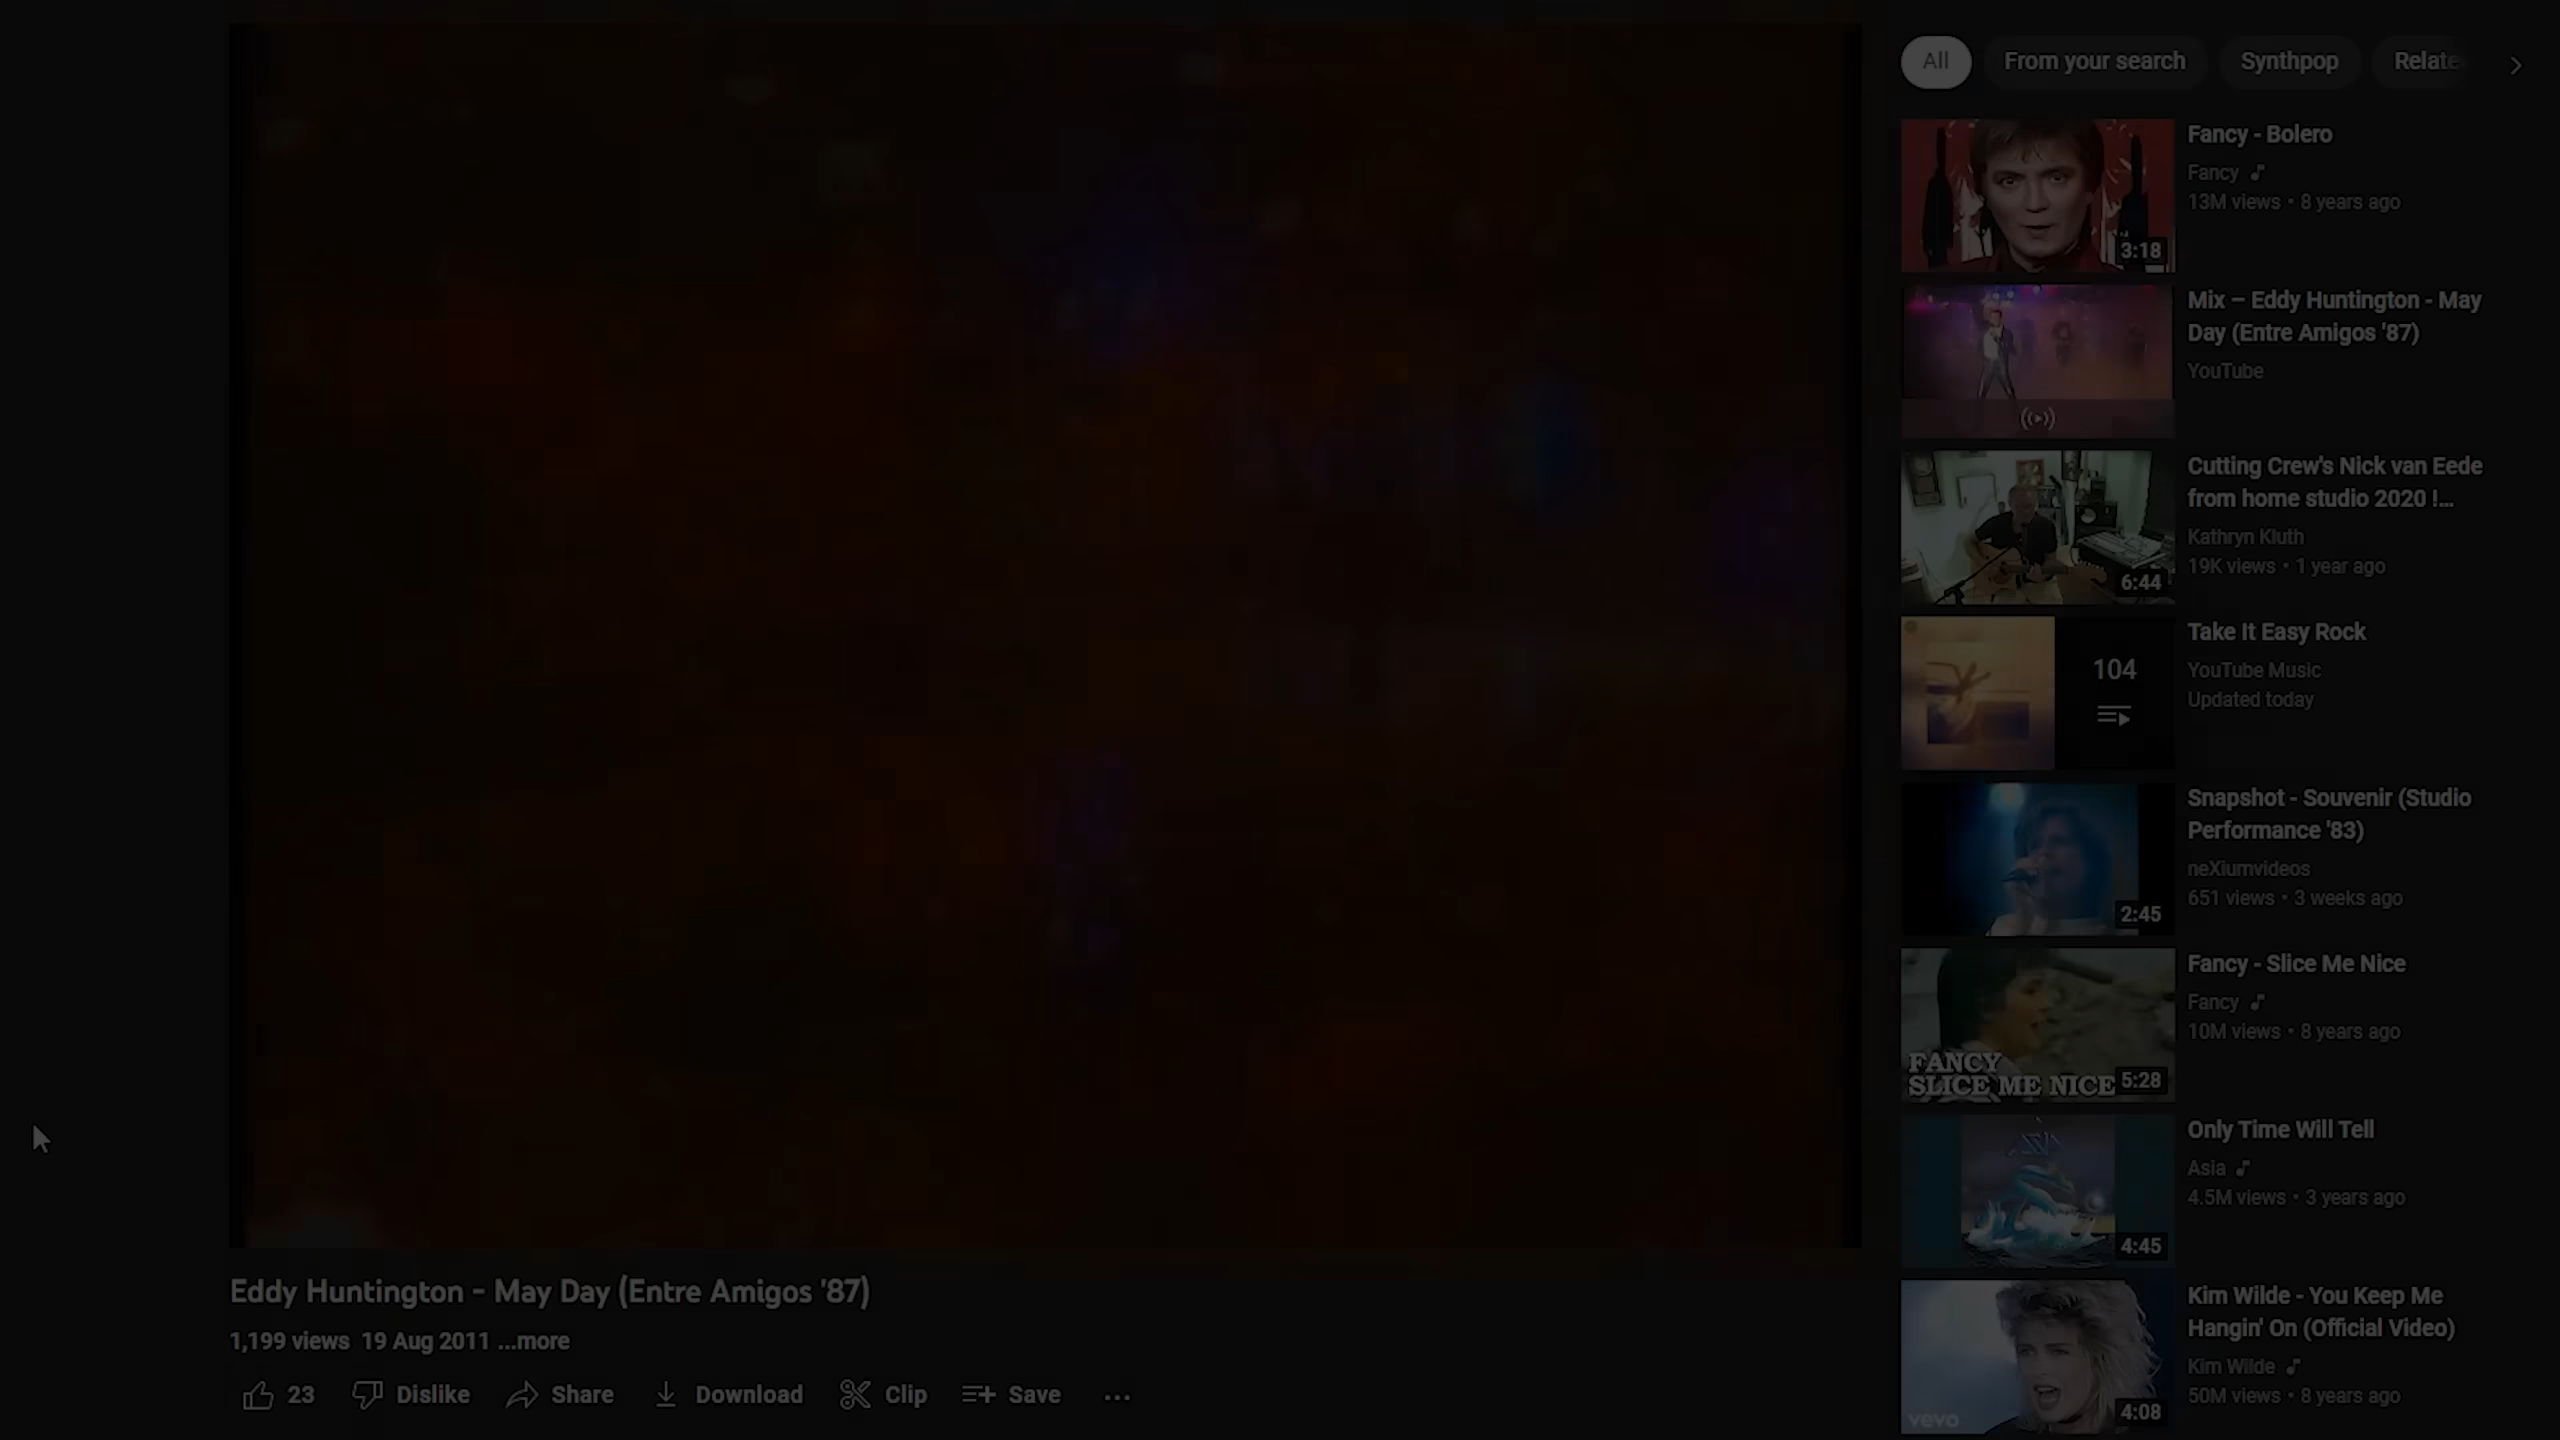 All
From your search
Synthpop
Relate
Fancy - Bolero
Fancy
13M views • 8 years ago
3:18
Mix – Eddy Huntington - May
Day (Entre Amigos '87)
YouTube
Cutting Crew's Nick van Eede
from home studio 2020 !...
Kathryn Kluth
19K views • 1 year ago
6:44
Take It Easy Rock
YouTube Music
Updated today
104
Snapshot - Souvenir (Studio
Performance '83)
neXiumvideos
651 views • 3 weeks ago
2:45
Fancy - Slice Me Nice
Fancy
10M views • 8 years ago
FANCY
SLICE ME NICE
5:28
Only Time Will Tell
Asia
4.5M views • 3 years ago
ASIA
4:45
Kim Wilde - You Keep Me
Hangin' On (Official Video)
Kim Wilde
50M views • 8 years ago
vevo
4:08
Eddy Huntington - May Day (Entre Amigos '87)
1,199 views 19 Aug 2011 ...more
23
Dislike
Share
Download
Clip
Save